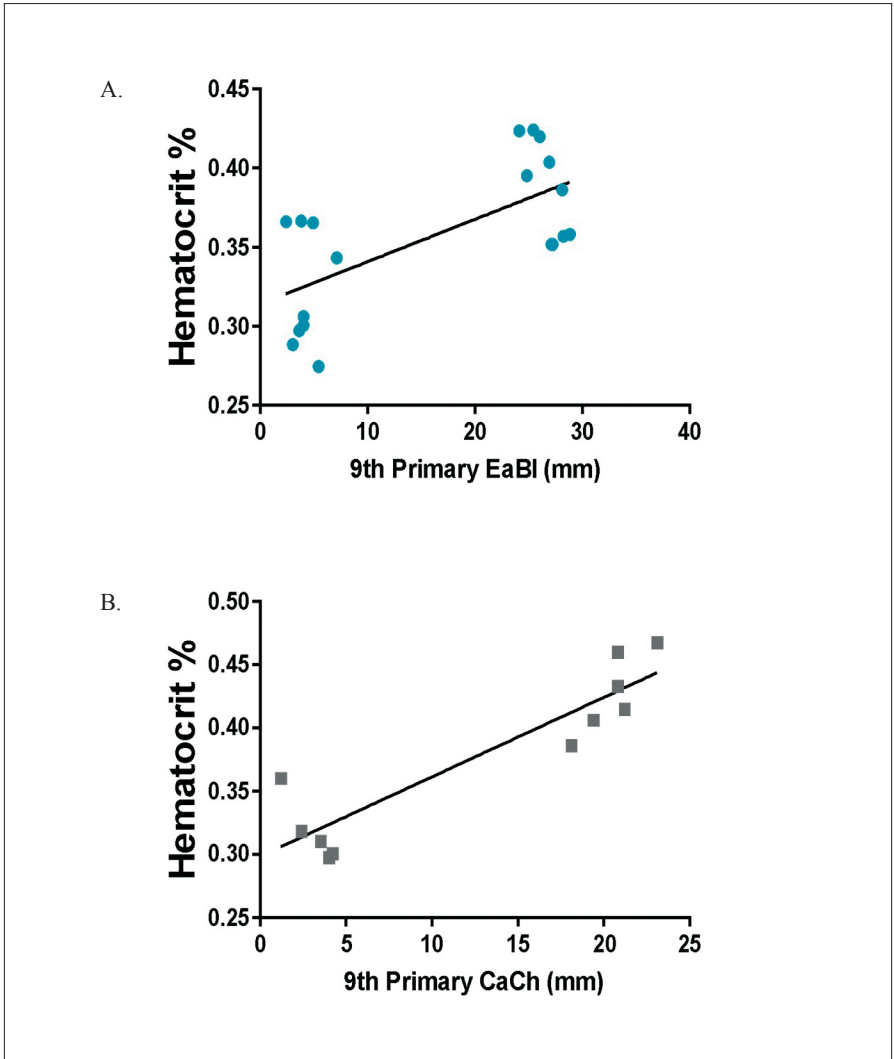 A.
0.45
0.40
0.35
0.30
0.25
Hematocrit %
0 10 20 30 40
9th Primary EaBl (mm)
B.
0.50
0.45
0.40
0.35
0.30
0.25
Hematocrit %
0 5 10 15 20 25
9th Primary CaCh (mm)